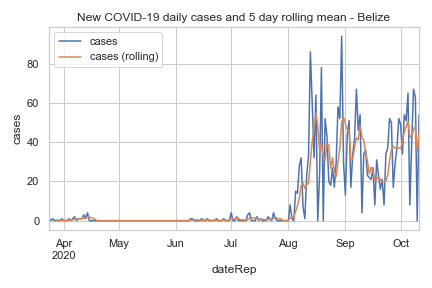 New COVID-19 daily cases and 5 day rolling mean - Belize
cases
cases (rolling)
cases
80
60
40
20
0
Apr
2020
May
Jun
Jul
Aug
Sep
Oct
dateRep